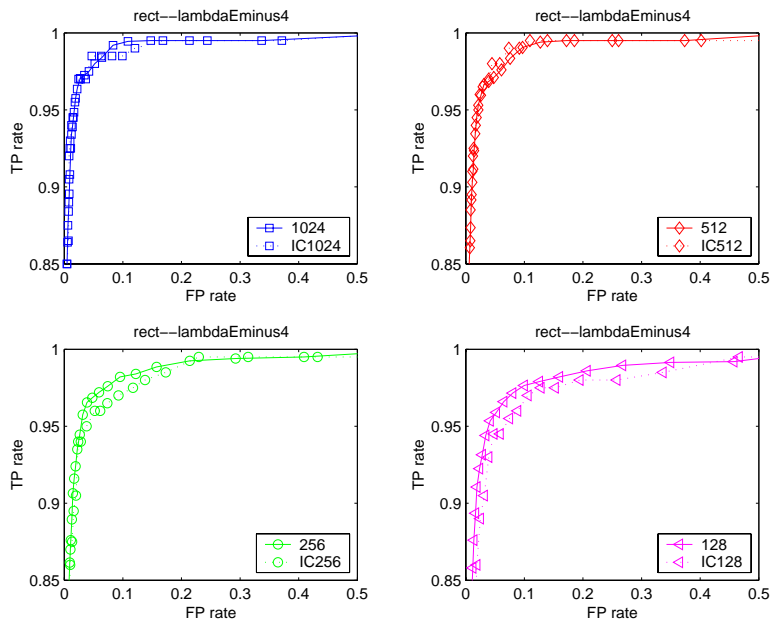 rect−−lambdaEminus4
1
0.95
0.9
0.85
TP rate
0
0.1
0.2
0.3
0.4
0.5
FP rate
1024
IC1024
rect−−lambdaEminus4
1
0.95
0.9
0.85
TP rate
0
0.1
0.2
0.3
0.4
0.5
FP rate
512
IC512
rect−−lambdaEminus4
1
0.95
0.9
0.85
TP rate
0
0.1
0.2
0.3
0.4
0.5
FP rate
256
IC256
rect−−lambdaEminus4
1
0.95
0.9
0.85
TP rate
0
0.1
0.2
0.3
0.4
0.5
FP rate
128
IC128